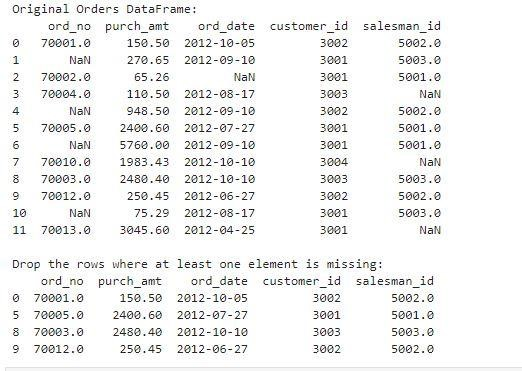 Original Orders DataFrame:
ord_no purch_amt ord_date customer_id salesman_id
0 70001.0 150.50 2012-10-05 3002 5002.0
1 NaN 270.65 2012-09-10 3001 5003.0
2 70002.0 65.26 NaN 3001 5001.0
3 70004.0 110.50 2012-08-17 3003 NaN
4 NaN 948.50 2012-09-10 3002 5002.0
5 70005.0 2400.60 2012-07-27 3001 5001.0
6 NaN 5760.00 2012-09-10 3001 5001.0
7 70010.0 1983.43 2012-10-10 3004 NaN
8 70003.0 2480.40 2012-10-10 3003 5003.0
9 70012.0 250.45 2012-06-27 3002 5002.0
10 NaN 75.29 2012-08-17 3001 5003.0
11 70013.0 3045.60 2012-04-25 3001 NaN
Drop the rows where at least one element is missing:
ord_no purch_amt ord_date customer_id salesman_id
0 70001.0 150.50 2012-10-05 3002 5002.0
5 70005.0 2400.60 2012-07-27 3001 5001.0
8 70003.0 2480.40 2012-10-10 3003 5003.0
9 70012.0 250.45 2012-06-27 3002 5002.0